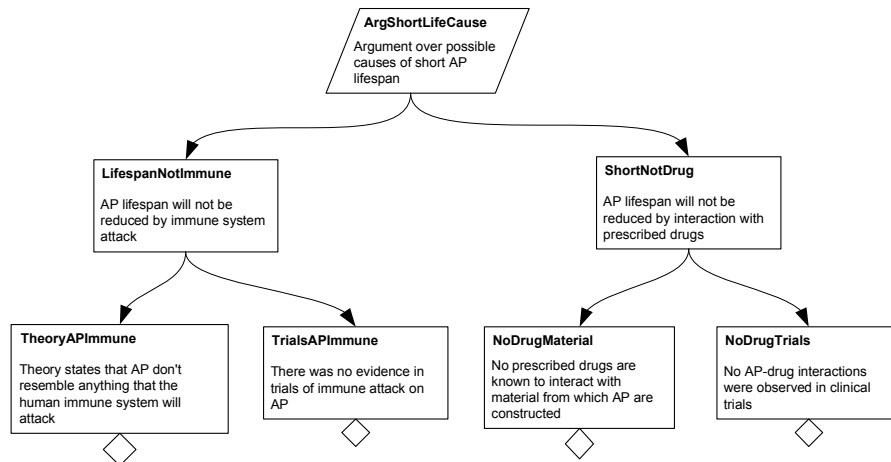 ArgShortLifeCause
Argument over possible
causes of short AP
lifespan
LifespanNotImmune
AP lifespan will not be
reduced by immune system
attack
ShortNotDrug
AP lifespan will not be
reduced by interaction with
prescribed drugs
TheoryAPImmune
Theory states that AP don't
resemble anything that the
human immune system will
attack
TrialsAPImmune
There was no evidence in
trials of immune attack on
AP
NoDrugMaterial
No prescribed drugs are
known to interact with
material from which AP are
constructed
NoDrugTrials
No AP-drug interactions
were observed in clinical
trials